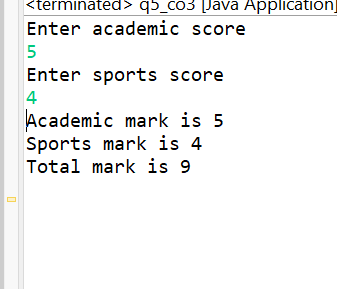 <terminated> q5_co3 [Java Application]
Enter academic score
5
Enter sports score
4
Academic mark is 5
Sports mark is 4
Total mark is 9